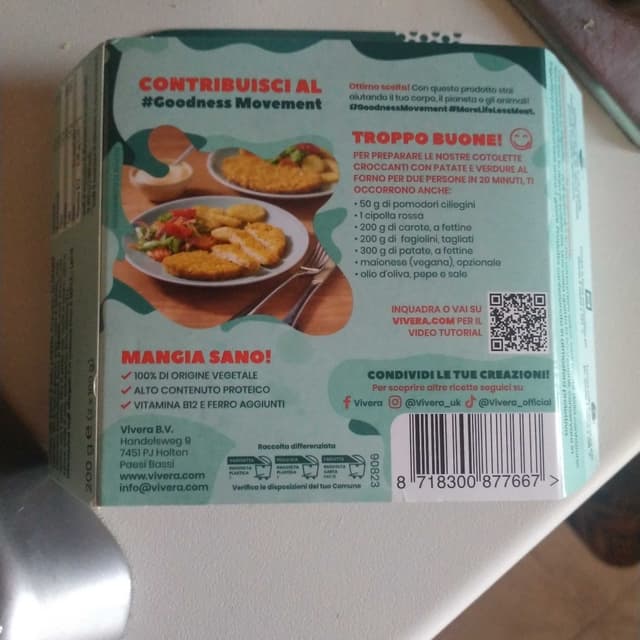 CONTRIBUISCI AL
#Goodness Movement
Ottima scelta! Con questo prodotto stai
aiutando il tuo corpo, il pianeta e gli animali!
#GoodnessMovement #MoreLifeLessMeat.
TROPPO BUONE!
PER PREPARARE LE NOSTRE COTOLETTE
CROCCANTI CON PATATE E VERDURE AL
FORNO PER DUE PERSONE IN 20 MINUTI, TI
OCCORRONO ANCHE:
• 50 g di pomodori ciliegini
• 1 cipolla rossa
• 200 g di carote, a fettine
• 200 g di fagiolini, tagliati
• 300 g di patate, a fettine
• maionese (vegana), opzionale
• olio d'oliva, pepe e sale
INQUADRA O VAI SU
VIVERA.COM PER IL
VIDEO TUTORIAL
MANGIA SANO!
100% DI ORIGINE VEGETALE
ALTO CONTENUTO PROTEICO
VITAMINA B12 E FERRO AGGIUNTI
CONDIVIDI LE TUE CREAZIONI!
Per scoprire altre ricette seguici su
Vivera @Vivera_uk @Vivera_official
Vivera B.V.
Handelsweg 9
7451 PJ Holten
Paesi Bassi
www.vivera.com
info@vivera.com
Raccolta differenziata
Verifica le disposizioni del tuo Comune
90823
8 718300 877667 >
200 g e